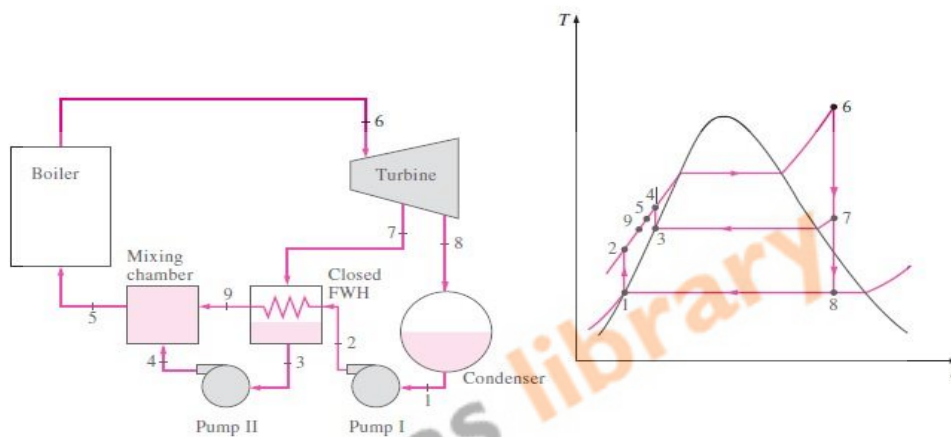 Boiler
6
Turbine
7
8
Mixing
chamber
Closed
FWH
9
5
2
4
3
1
Condenser
Pump II
Pump I
T
6
4
5
9
7
2
3
1
8
library